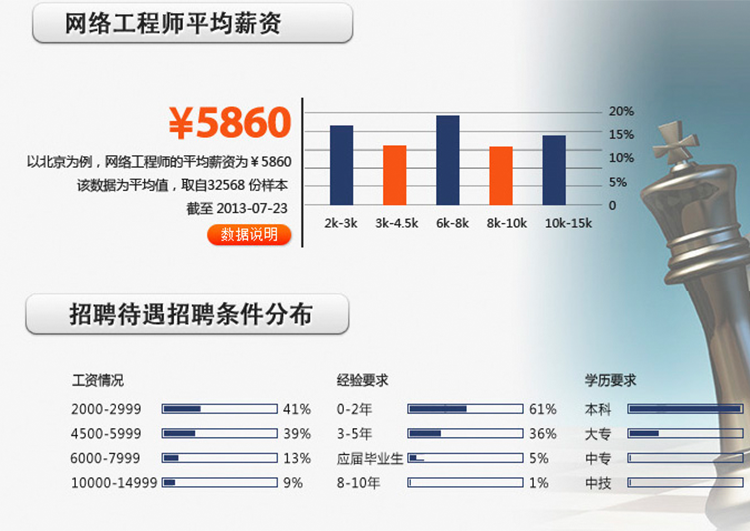 网络工程师平均薪资
¥5860
以北京为例，网络工程师的平均薪资为￥5860
该数据为平均值，取自32568 份样本
截至 2013-07-23
数据说明
20%
15%
10%
5%
0
2k-3k 3k-4.5k 6k-8k 8k-10k 10k-15k
招聘待遇招聘条件分布
工资情况 经验要求 学历要求
2000-2999 41% 0-2年 61% 本科
4500-5999 39% 3-5年 36% 大专
6000-7999 13% 应届毕业生 5% 中专
10000-14999 9% 8-10年 1% 中技